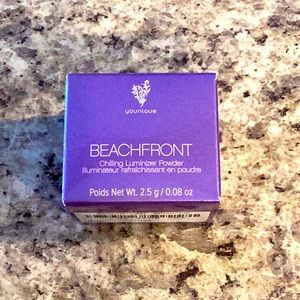 younique
BEACHFRONT
Chilling Luminizer Powder
Illuminateur rafraîchissant en poudre
Poids Net Wt. 2.5 g / 0.08 oz